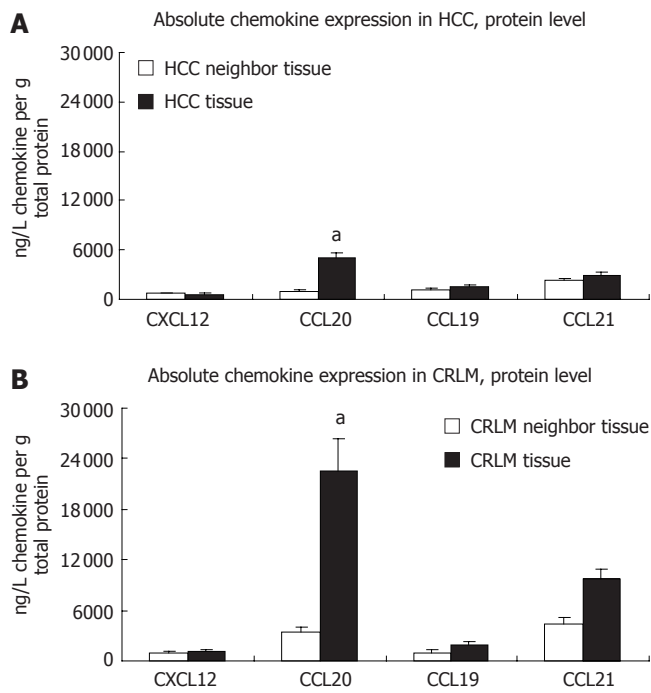 A
Absolute chemokine expression in HCC, protein level
ng/L chemokine per g
total protein
30 000
24 000
18 000
12 000
6000
0
HCC neighbor tissue
HCC tissue
a
CXCL12
CCL20
CCL19
CCL21
B
Absolute chemokine expression in CRLM, protein level
ng/L chemokine per g
total protein
30 000
24 000
18 000
12 000
6000
0
a
CRLM neighbor tissue
CRLM tissue
CXCL12
CCL20
CCL19
CCL21